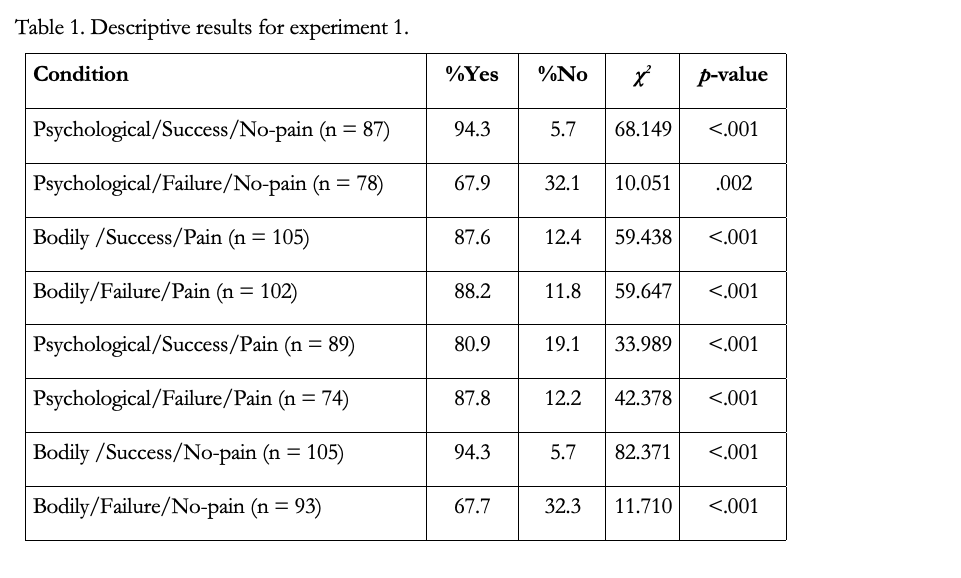 Table 1. Descriptive results for experiment 1.
Condition %Yes %No χ² p-value
Psychological/Success/No-pain (n = 87) 94.3 5.7 68.149 <.001
Psychological/Failure/No-pain (n = 78) 67.9 32.1 10.051 .002
Bodily /Success/Pain (n = 105) 87.6 12.4 59.438 <.001
Bodily/Failure/Pain (n = 102) 88.2 11.8 59.647 <.001
Psychological/Success/Pain (n = 89) 80.9 19.1 33.989 <.001
Psychological/Failure/Pain (n = 74) 87.8 12.2 42.378 <.001
Bodily /Success/No-pain (n = 105) 94.3 5.7 82.371 <.001
Bodily/Failure/No-pain (n = 93) 67.7 32.3 11.710 <.001